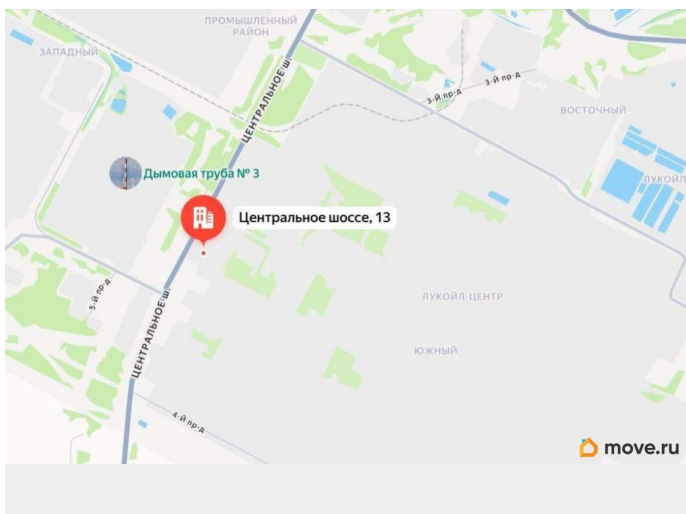 ПРОМЫШЛЕННЫЙ
РАЙОН
ЗАПАДНЫЙ
ЦЕНТРАЛЬНОЕ Ш.
3-Й ПР-Д
3-Й ПР-Д
ВОСТОЧНЫЙ
Дымовая труба № 3
ЛУКОЙЛ
Центральное шоссе, 13
5-Й ПР-Д
ЛУКОЙЛ-ЦЕНТР
ЦЕНТРАЛЬНОЕ Ш.
ЮЖНЫЙ
4-Й ПР-Д
move.ru